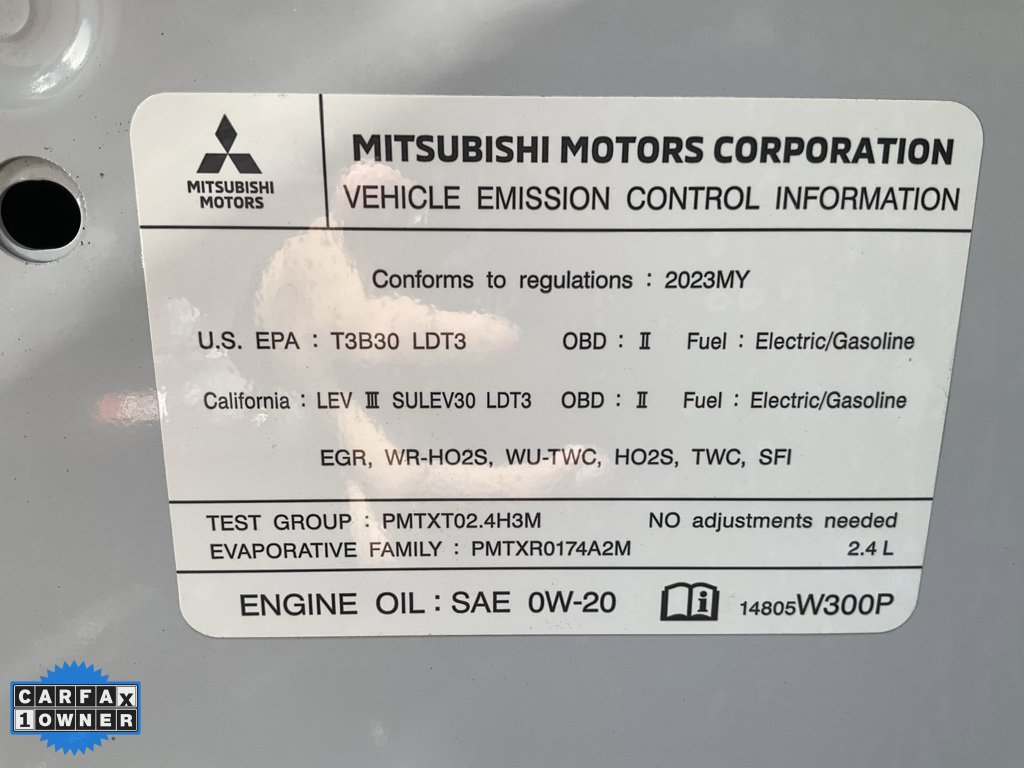 MITSUBISHI
MOTORS
MITSUBISHI MOTORS CORPORATION
VEHICLE EMISSION CONTROL INFORMATION
Conforms to regulations : 2023MY
U.S. EPA : T3B30 LDT3 OBD : Ⅱ Fuel : Electric/Gasoline
California : LEV Ⅲ SULEV30 LDT3 OBD : Ⅱ Fuel : Electric/Gasoline
EGR, WR-HO2S, WU-TWC, HO2S, TWC, SFI
TEST GROUP : PMTXT02.4H3M NO adjustments needed
EVAPORATIVE FAMILY : PMTXR0174A2M 2.4 L
ENGINE OIL : SAE 0W-20 i 14805W300P
CARFAX
1 OWNER